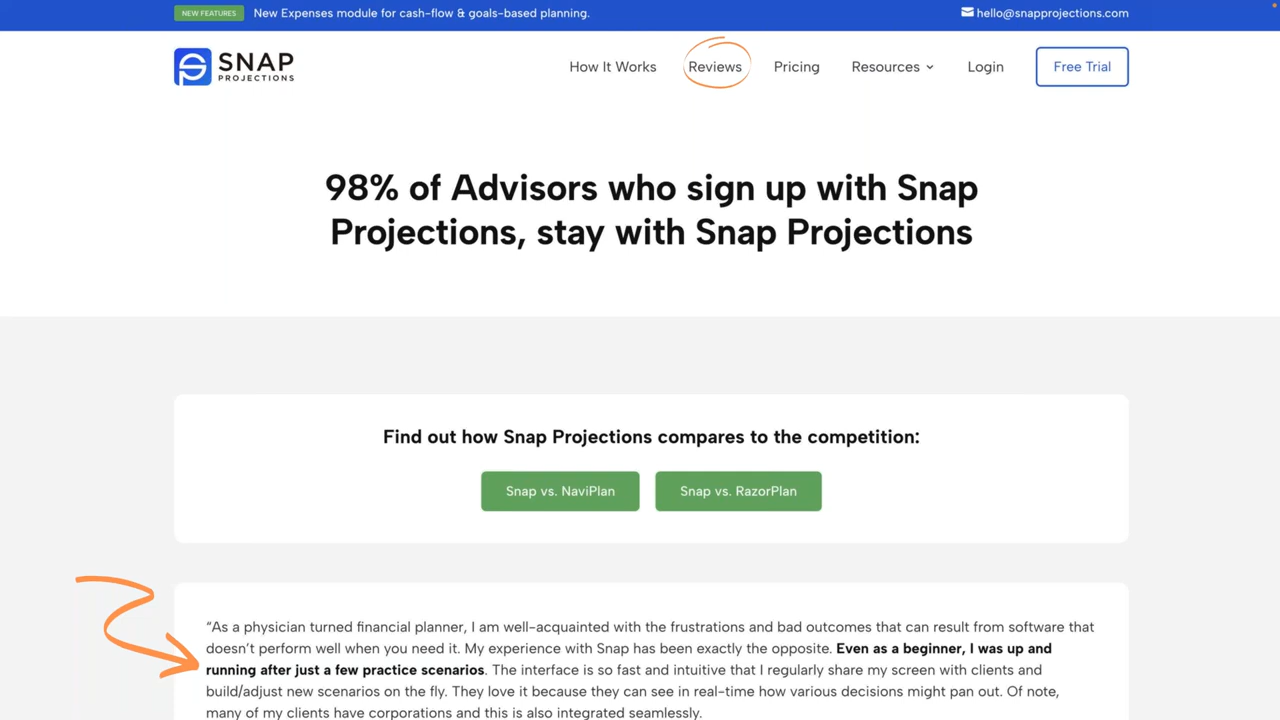 NEW FEATURES New Expenses module for cash-flow & goals-based planning. hello@snapprojections.com
SNAP PROJECTIONS How It Works Reviews Pricing Resources Login Free Trial
98% of Advisors who sign up with Snap
Projections, stay with Snap Projections
Find out how Snap Projections compares to the competition:
Snap vs. NaviPlan Snap vs. RazorPlan
“As a physician turned financial planner, I am well-acquainted with the frustrations and bad outcomes that can result from software that
doesn’t perform well when you need it. My experience with Snap has been exactly the opposite. Even as a beginner, I was up and
running after just a few practice scenarios. The interface is so fast and intuitive that I regularly share my screen with clients and
build/adjust new scenarios on the fly. They love it because they can see in real-time how various decisions might pan out. Of note,
many of my clients have corporations and this is also integrated seamlessly.